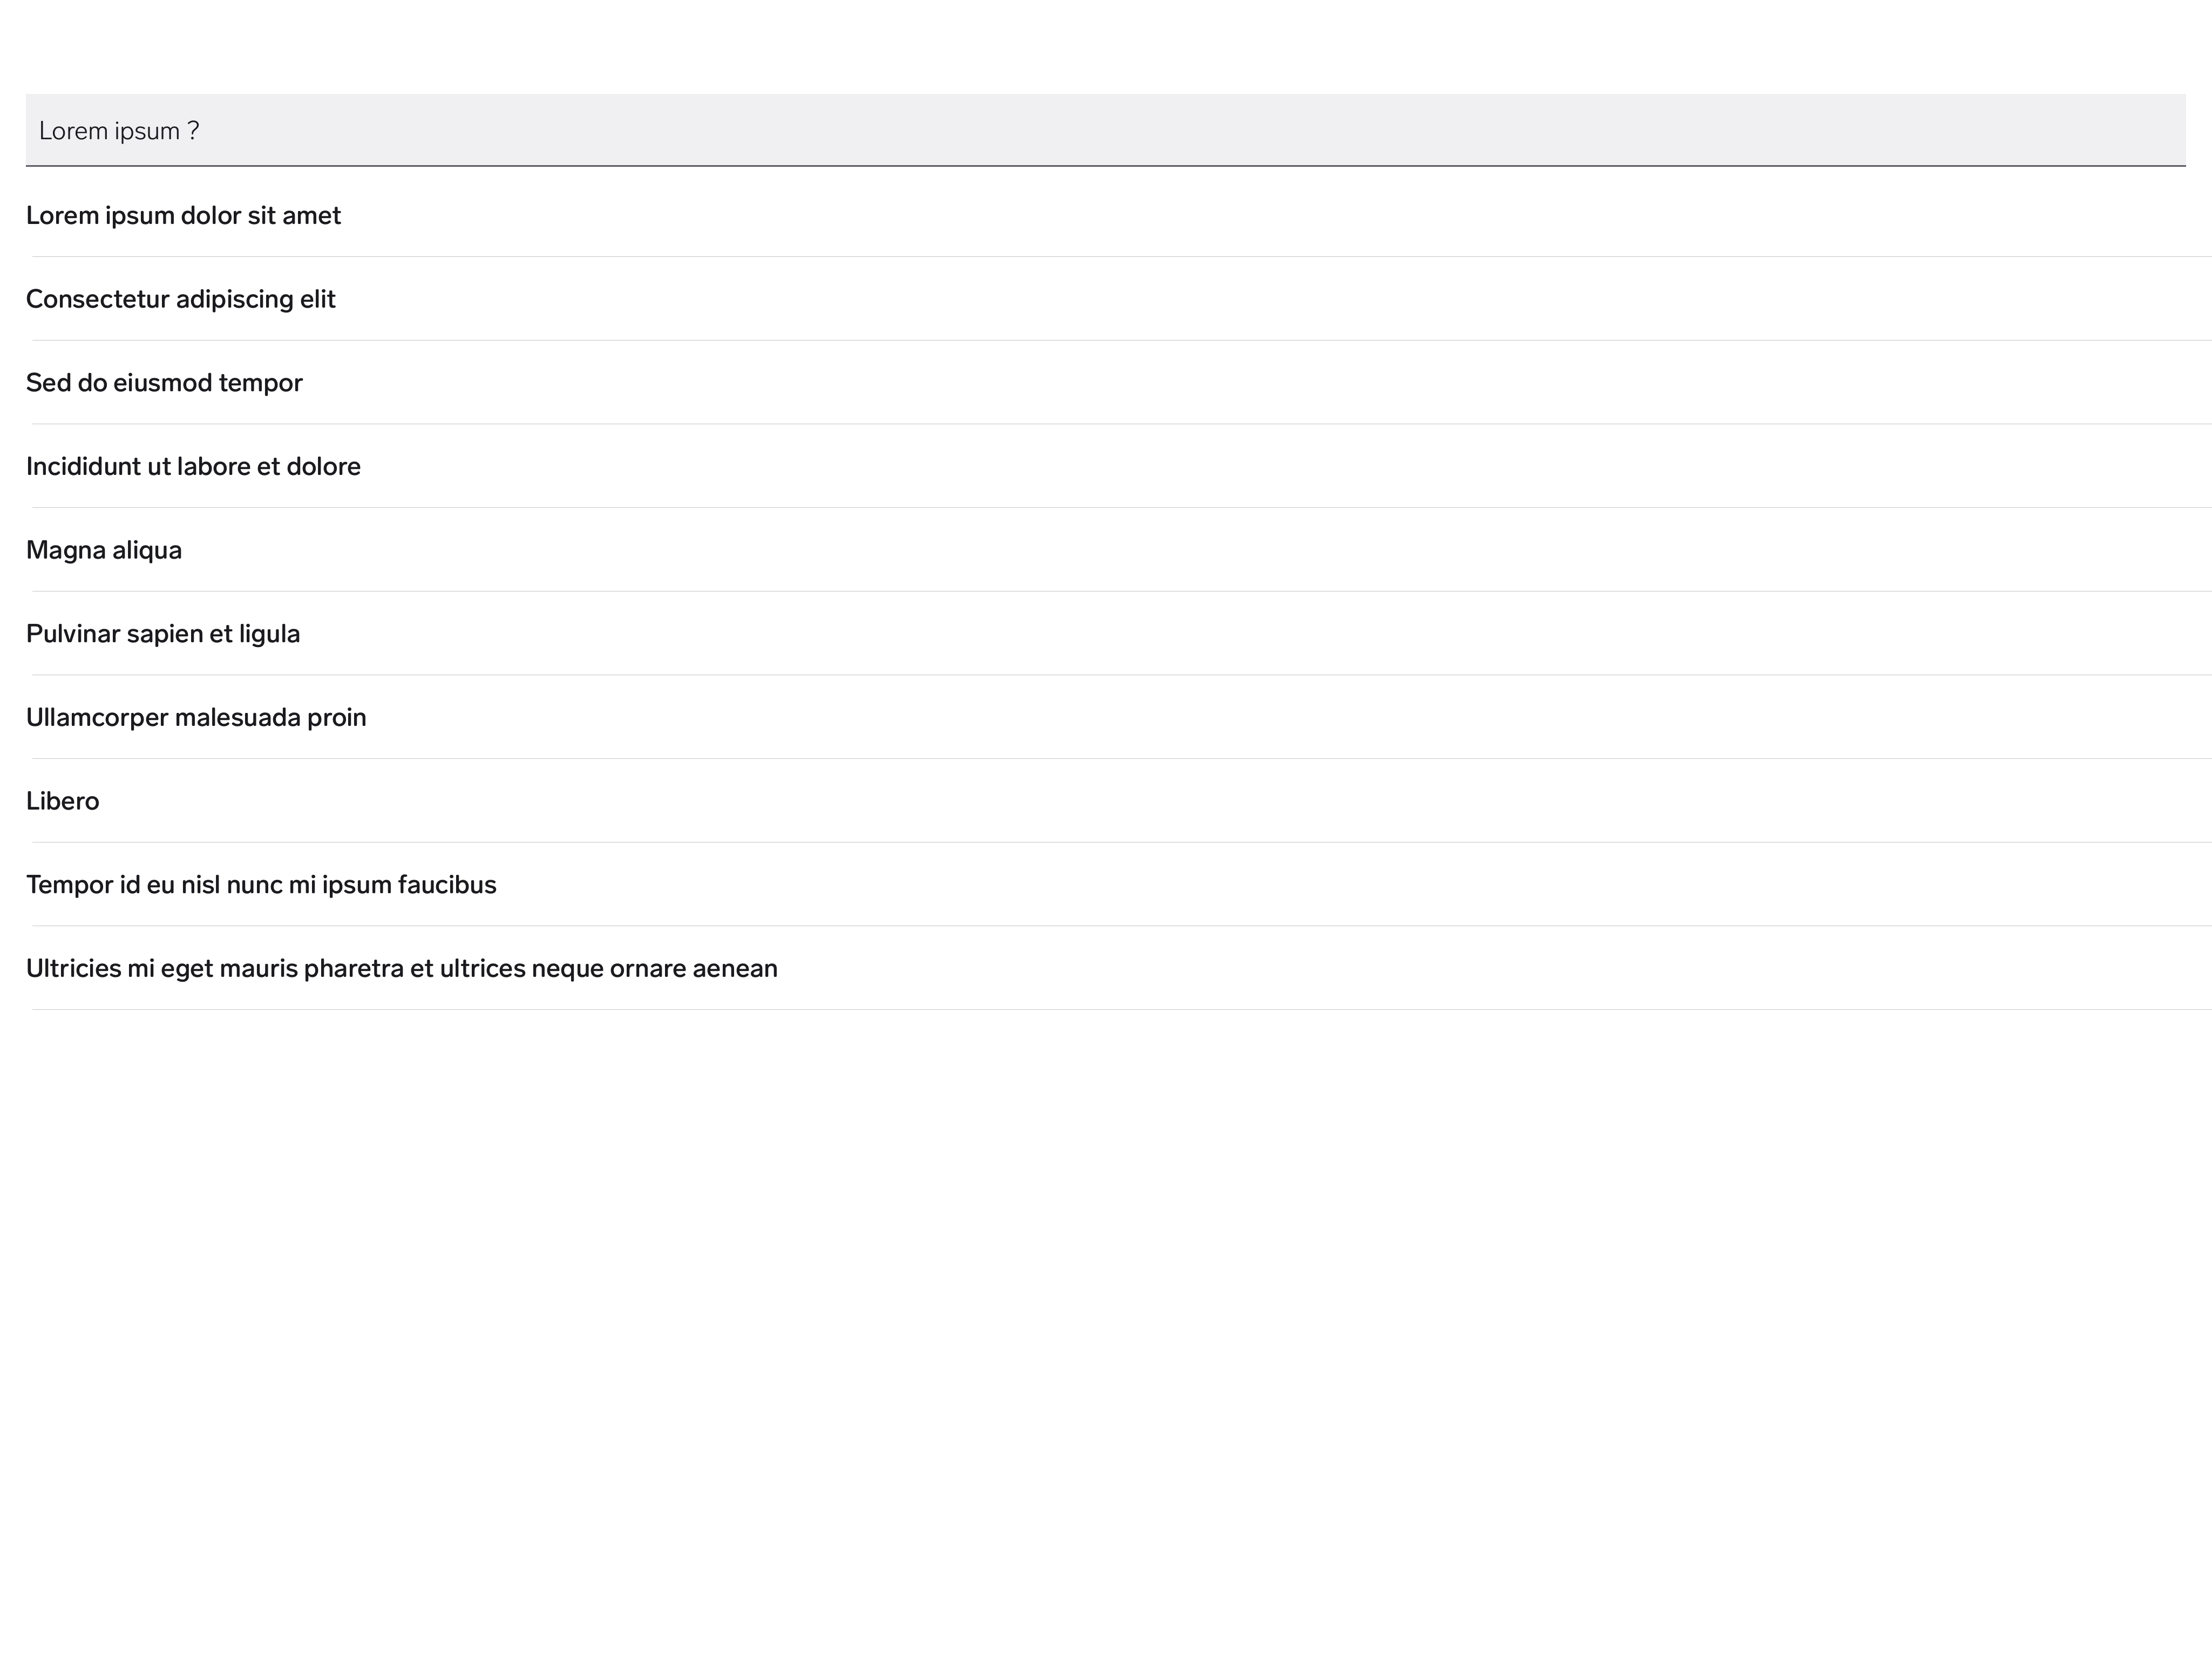 Lorem ipsum ?
Lorem ipsum dolor sit amet
Consectetur adipiscing elit
Sed do eiusmod tempor
Incididunt ut labore et dolore
Magna aliqua
Pulvinar sapien et ligula
Ullamcorper malesuada proin
Libero
Tempor id eu nisl nunc mi ipsum faucibus
Ultricies mi eget mauris pharetra et ultrices neque ornare aenean